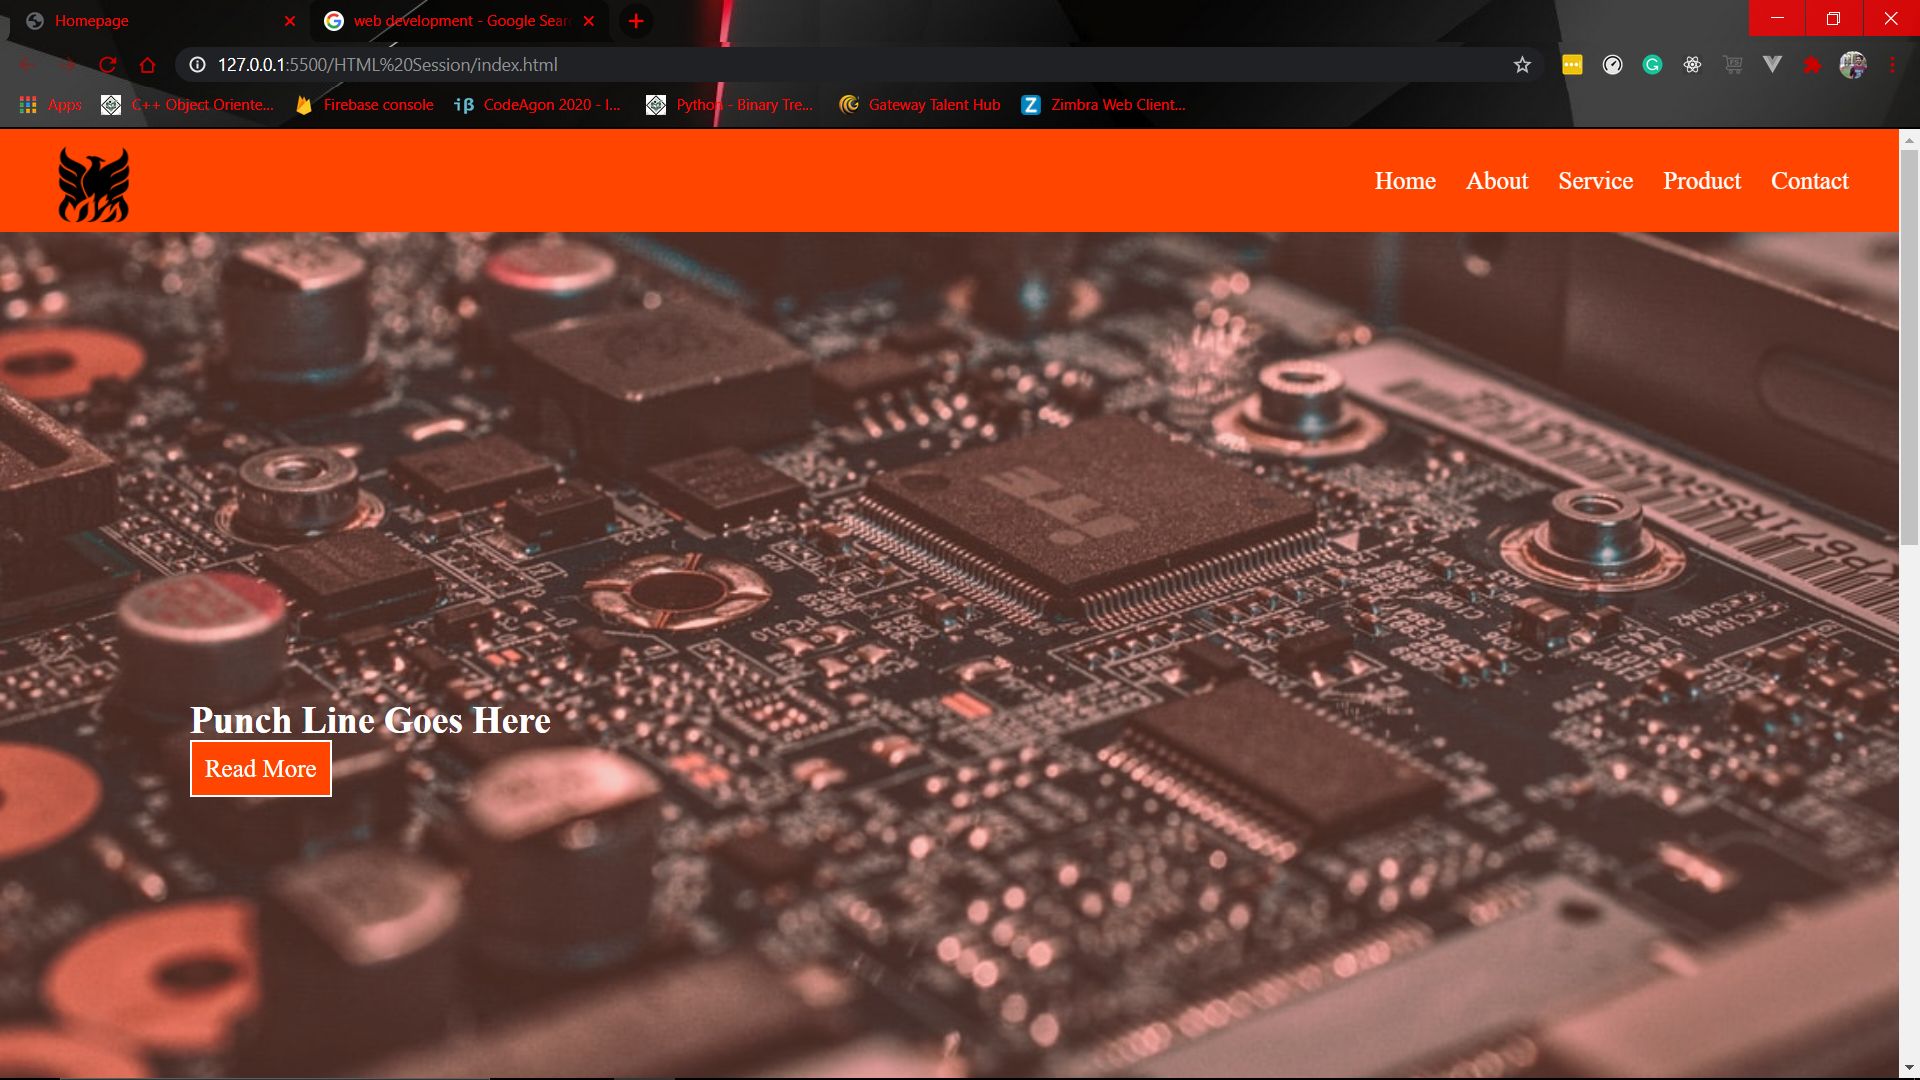 Homepage
web development - Google Sear
127.0.0.1:5500/HTML%20Session/index.html
Apps
C++ Object Oriente...
Firebase console
CodeAgon 2020 - I...
Python - Binary Tre...
Gateway Talent Hub
Zimbra Web Client...
Home
About
Service
Product
Contact
Punch Line Goes Here
Read More